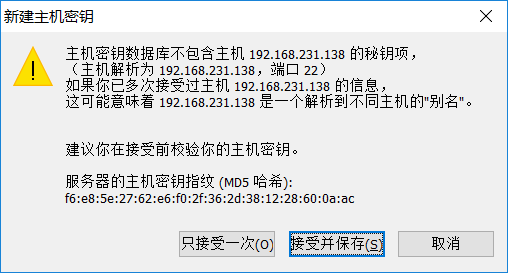 新建主机密钥
主机密钥数据库不包含主机 192.168.231.138 的秘钥项，
（主机解析为 192.168.231.138，端口 22）
如果你已多次接受过主机 192.168.231.138 的信息，
这可能意味着 192.168.231.138 是一个解析到不同主机的"别名"。
建议你在接受前校验你的主机密钥。
服务器的主机密钥指纹 (MD5 哈希):
f6:e8:5e:27:62:e6:f0:2f:36:2d:38:12:28:60:0a:ac
只接受一次(O) 接受并保存(S) 取消